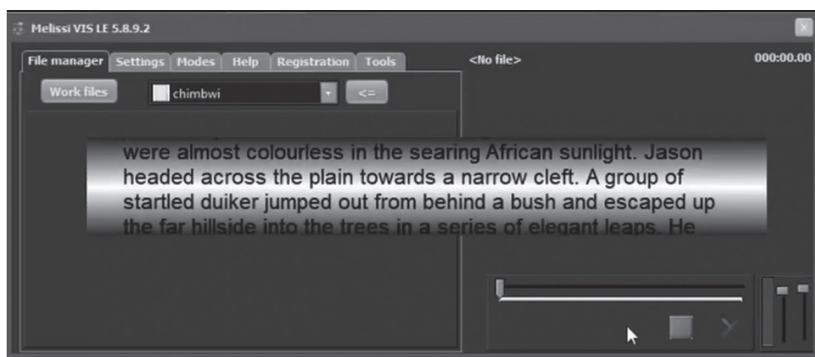 Melissi VIS LE 5.8.9.2
File manager Settings Modes Help Registration Tools <No file> 000:00.00
Work files chimbwi <=
were almost colourless in the searing African sunlight. Jason
headed across the plain towards a narrow cleft. A group of
startled duiker jumped out from behind a bush and escaped up
the far hillside into the trees in a series of elegant leaps. He